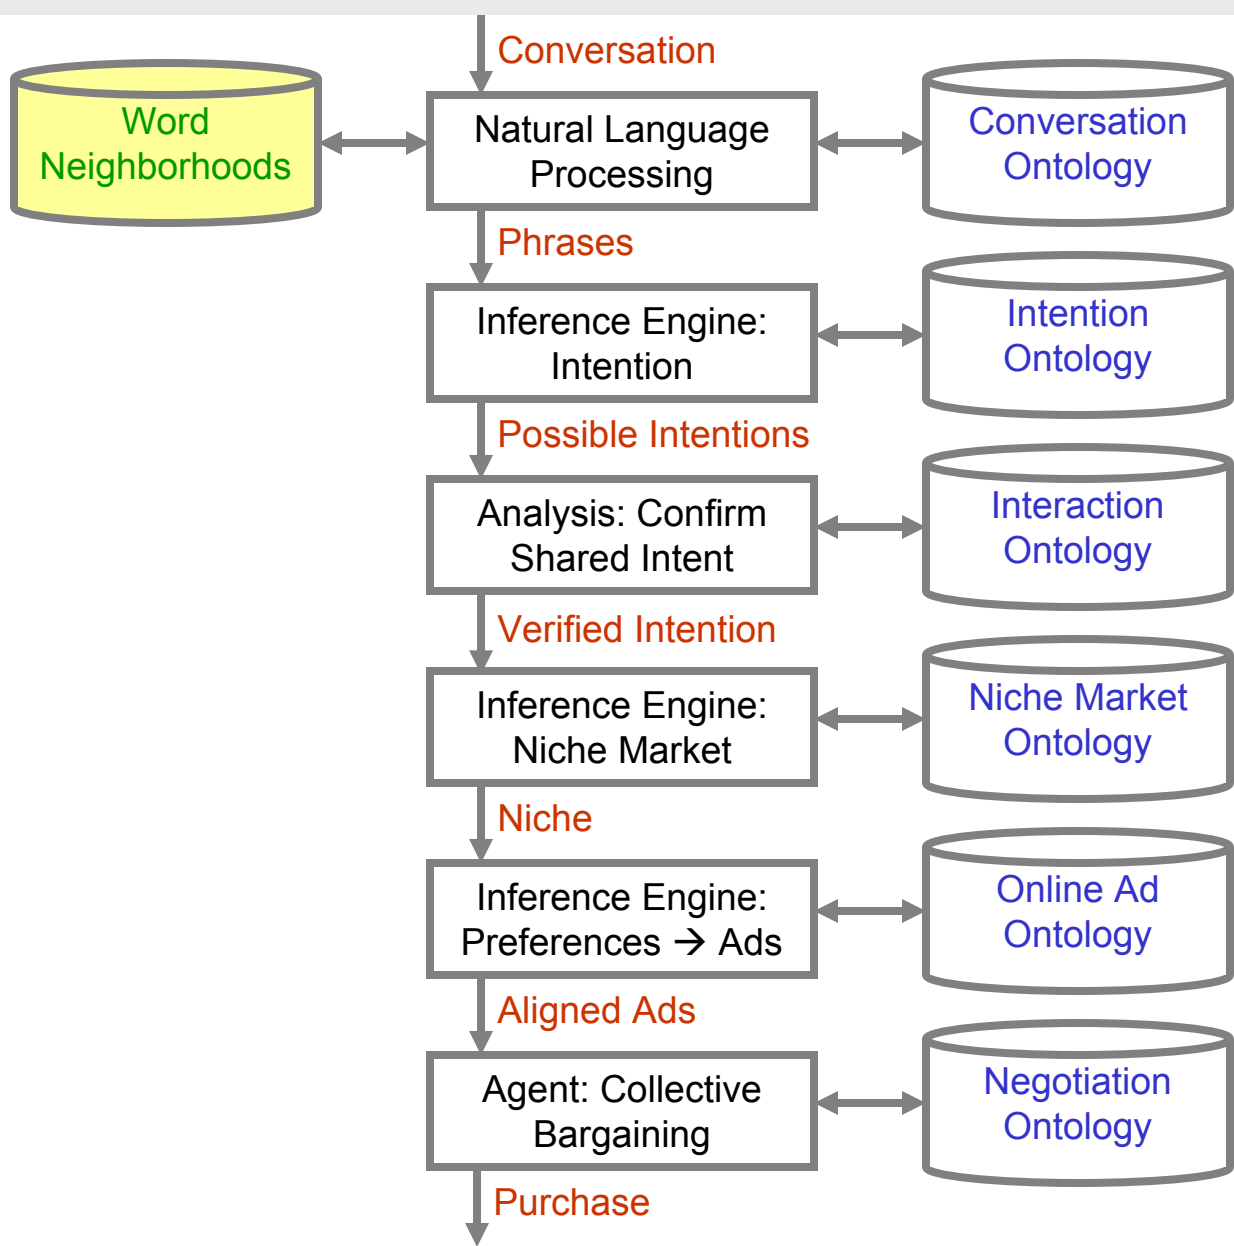 Conversation
Word
Neighborhoods
Natural Language
Processing
Conversation
Ontology
Phrases
Inference Engine:
Intention
Intention
Ontology
Possible Intentions
Analysis: Confirm
Shared Intent
Interaction
Ontology
Verified Intention
Inference Engine:
Niche Market
Niche Market
Ontology
Niche
Inference Engine:
Preferences → Ads
Online Ad
Ontology
Aligned Ads
Agent: Collective
Bargaining
Negotiation
Ontology
Purchase